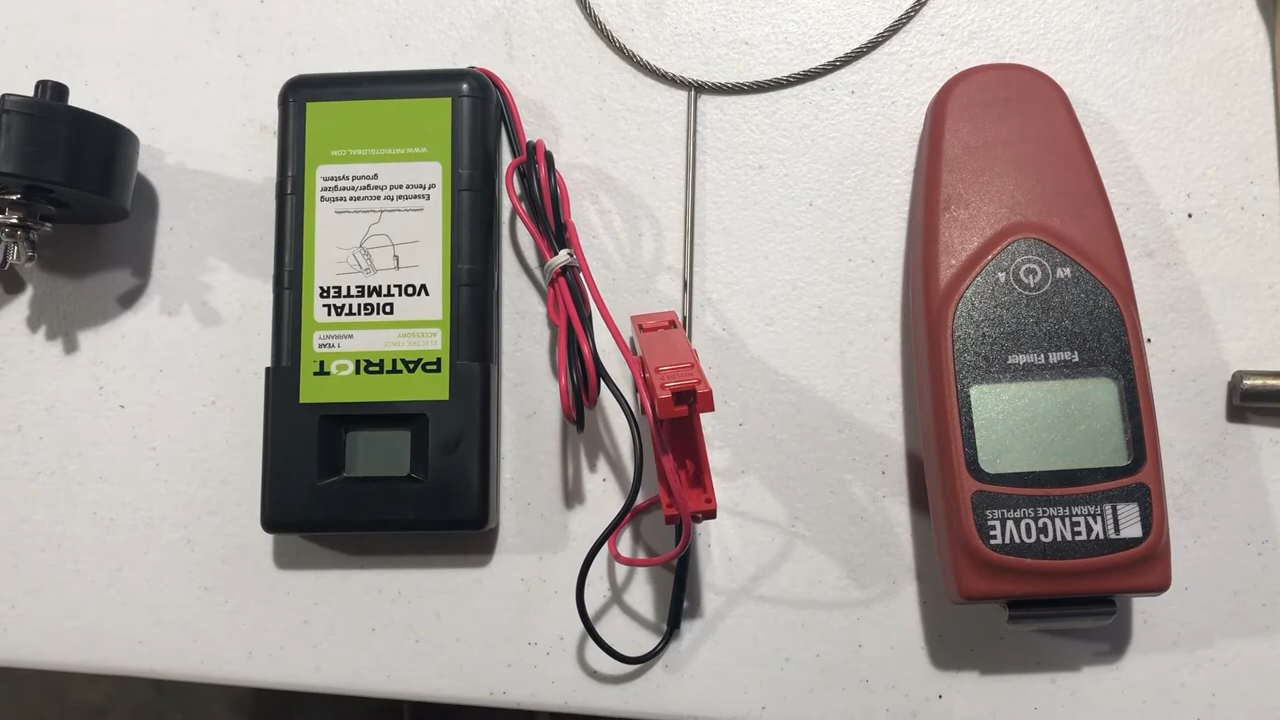 PATRIOT™
ELECTRIC FENCE
ACCESSORY
1 YEAR
WARRANTY
DIGITAL
VOLTMETER
Essential for accurate testing
of fence and charger/energizer
ground system.
WWW.PATRIOTGLOBAL.COM
KENCOVE
FARM FENCE SUPPLIES
Fault Finder
kV
A